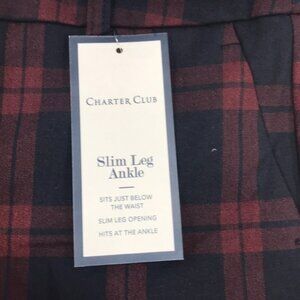 CHARTER CLUB
Slim Leg
Ankle
SITS JUST BELOW
THE WAIST
SLIM LEG OPENING
HITS AT THE ANKLE